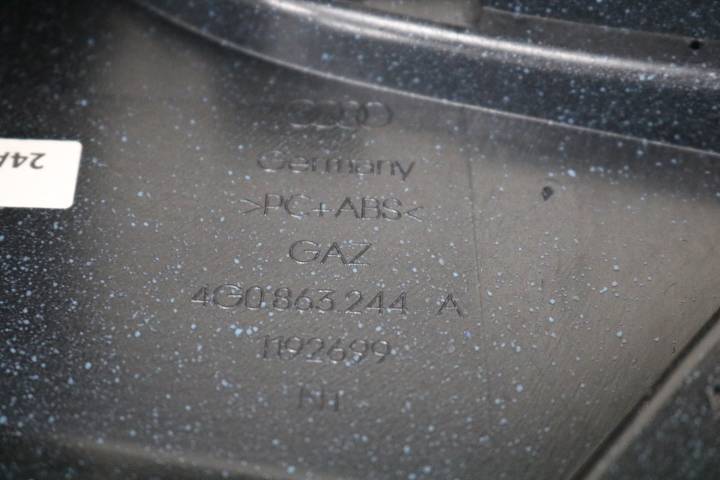 Germany
>PC+ABS<
GAZ
4G0.863.244 A
1192699